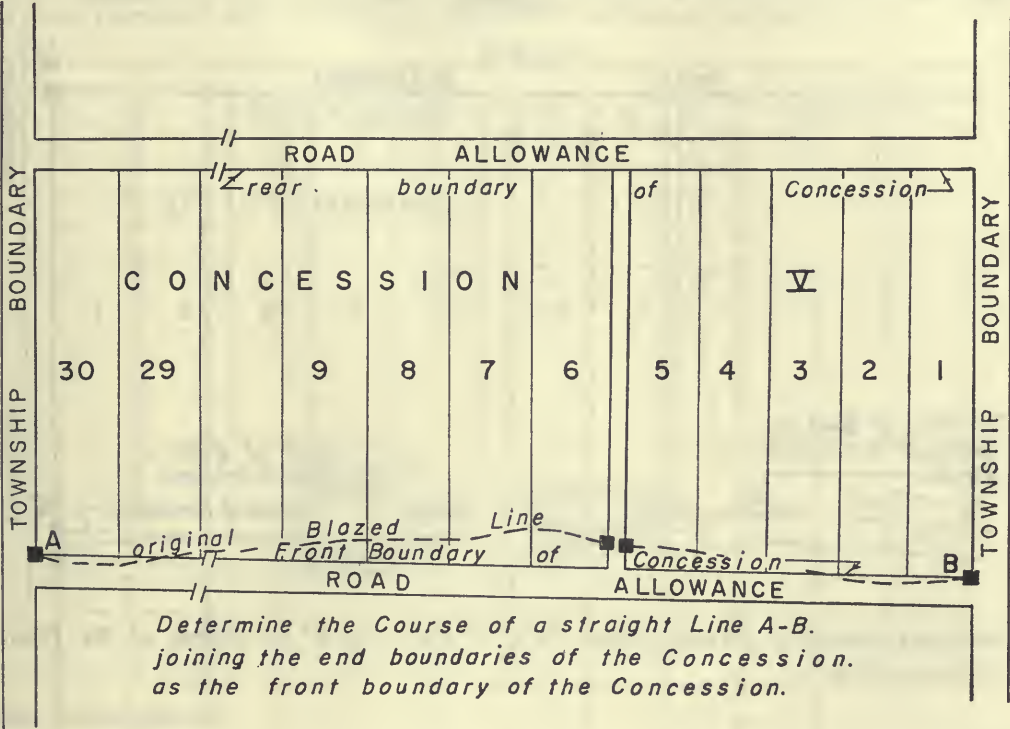 ROAD ALLOWANCE
rear boundary of Concession
TOWNSHIP BOUNDARY
TOWNSHIP BOUNDARY
CONCESSION V
30 29 9 8 7 6 5 4 3 2 1
A original Blazed Line
Front Boundary of Concession B
ROAD ALLOWANCE
Determine the Course of a straight Line A-B.
joining the end boundaries of the Concession.
as the front boundary of the Concession.